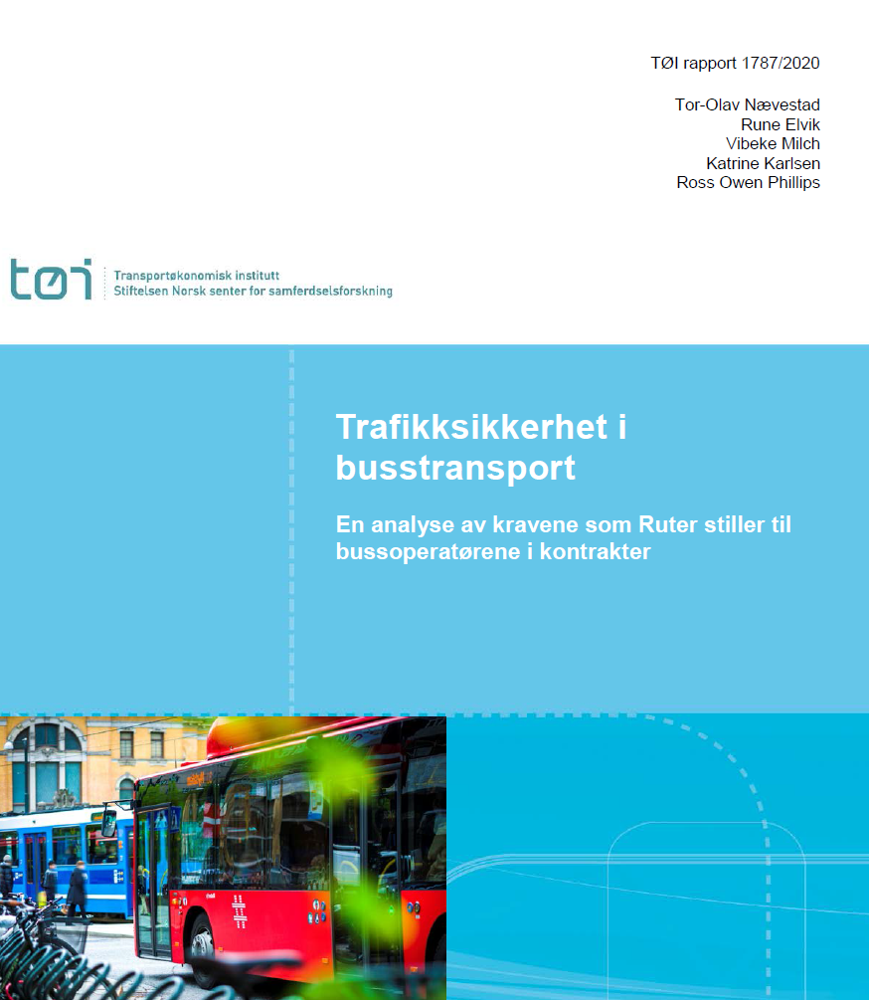 TØI rapport 1787/2020
Tor-Olav Nævestad
Rune Elvik
Vibeke Milch
Katrine Karlsen
Ross Owen Phillips
tøi
Transportøkonomisk institutt
Stiftelsen Norsk senter for samferdselsforskning
Trafikksikkerhet i
busstransport
En analyse av kravene som Ruter stiller til
bussoperatørene i kontrakter